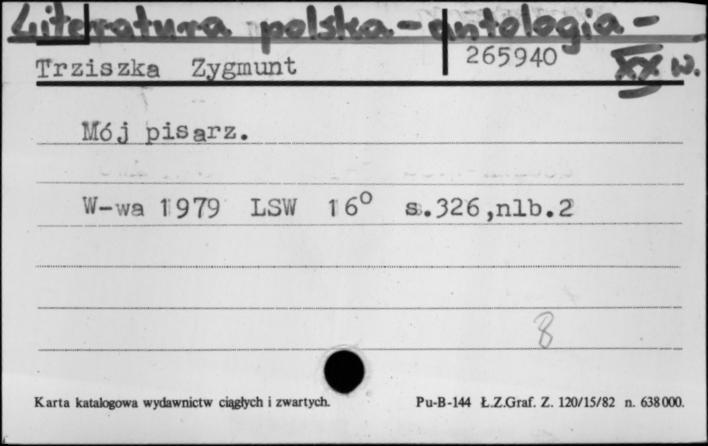 Literatura polska - antologia -
XX w.
Trziszka Zygmunt 265940
Mój pisarz.
W-wa 1979 LSW 16° s.326,nlb.2
8
Karta katalogowa wydawnictw ciągłych i zwartych. Pu-B-144 Ł.Z.Graf. Z. 120/15/82 n. 638000.